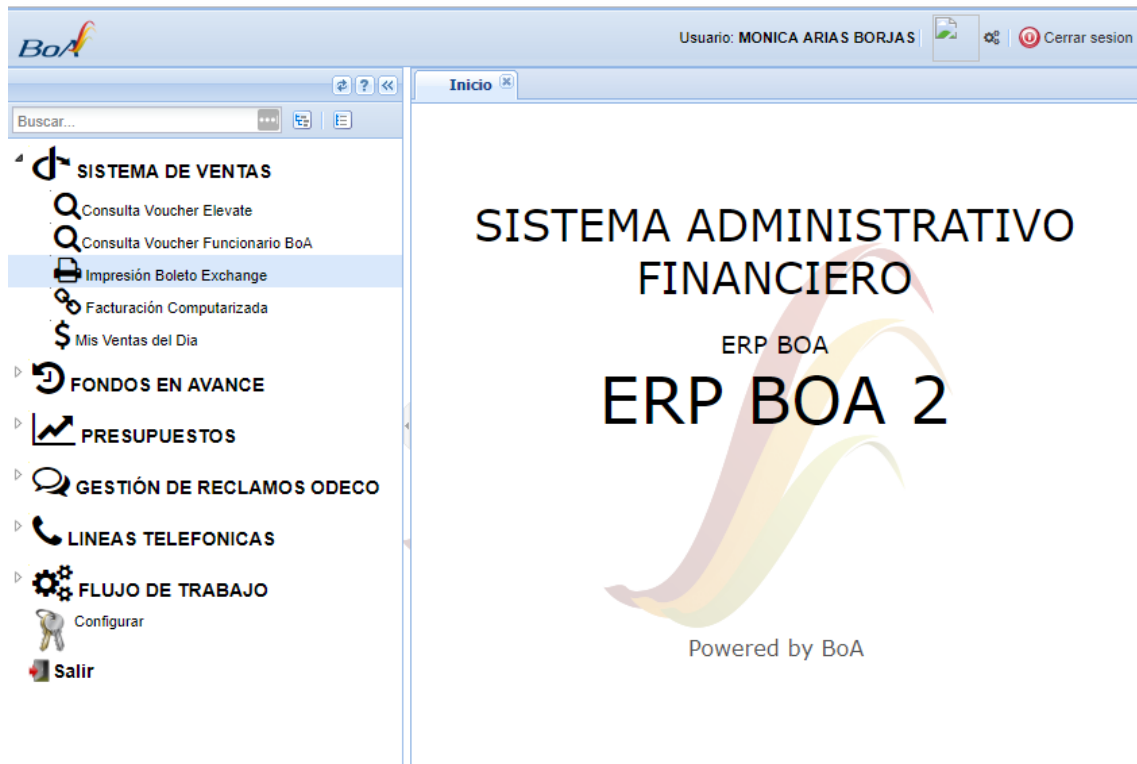 BoA
Usuario: MONICA ARIAS BORJAS
Cerrar sesion
Inicio
Buscar...
SISTEMA DE VENTAS
Consulta Voucher Elevate
Consulta Voucher Funcionario BoA
Impresión Boleto Exchange
Facturación Computarizada
Mis Ventas del Dia
FONDOS EN AVANCE
PRESUPUESTOS
GESTIÓN DE RECLAMOS ODECO
LINEAS TELEFONICAS
FLUJO DE TRABAJO
Configurar
Salir
SISTEMA ADMINISTRATIVO
FINANCIERO
ERP BOA
ERP BOA 2
Powered by BoA